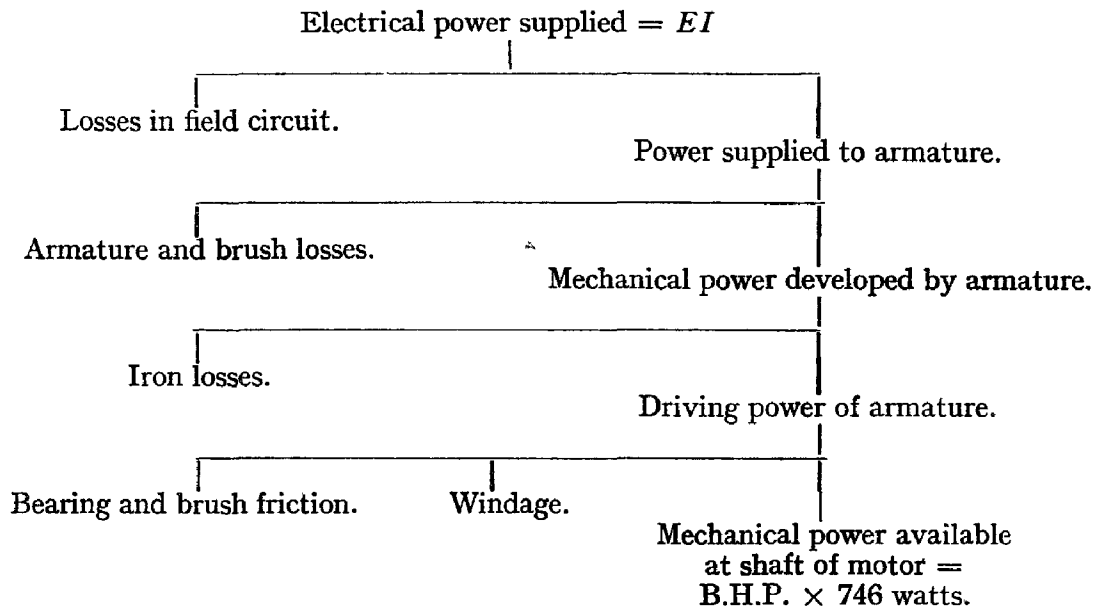 Electrical power supplied = EI
Losses in field circuit.
Power supplied to armature.
Armature and brush losses.
Mechanical power developed by armature.
Iron losses.
Driving power of armature.
Bearing and brush friction.
Windage.
Mechanical power available
at shaft of motor =
B.H.P. × 746 watts.